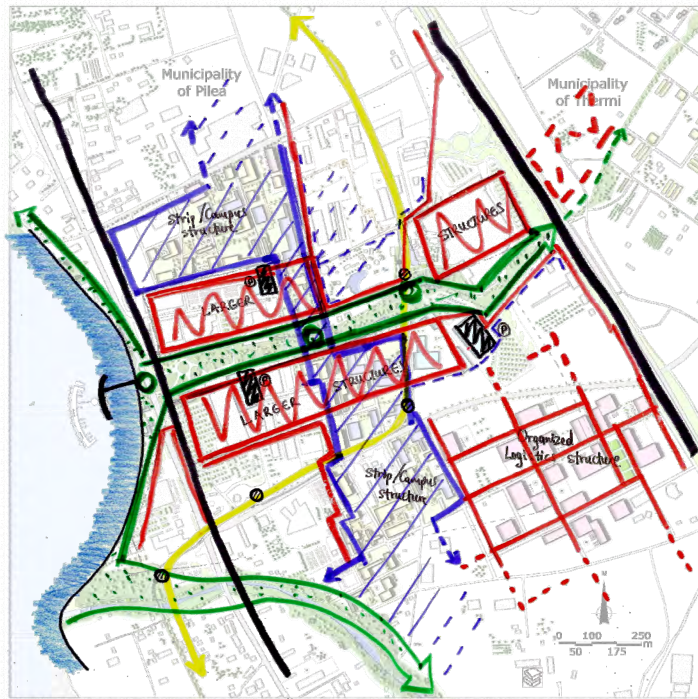 Municipality
of Pilea
Municipality
of Thermi
Strip/Campus
structure
STRUCTURES
LARGER
P
P
STRUCTURES
P
LARGER
Organized
Logistics structure
Strip/Campus
structure
N
0 100 250
50 175 m